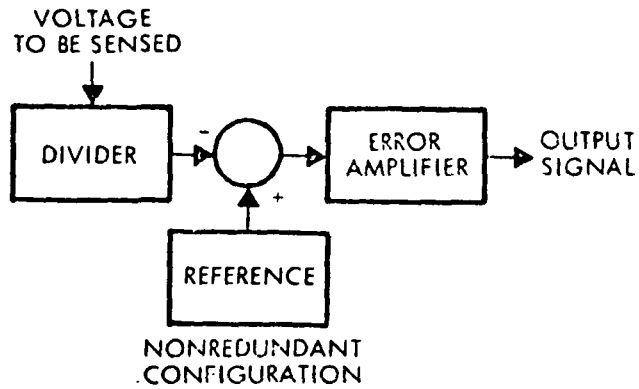 VOLTAGE
TO BE SENSED
DIVIDER
-
+
ERROR
AMPLIFIER
OUTPUT
SIGNAL
REFERENCE
NONREDUNDANT
CONFIGURATION